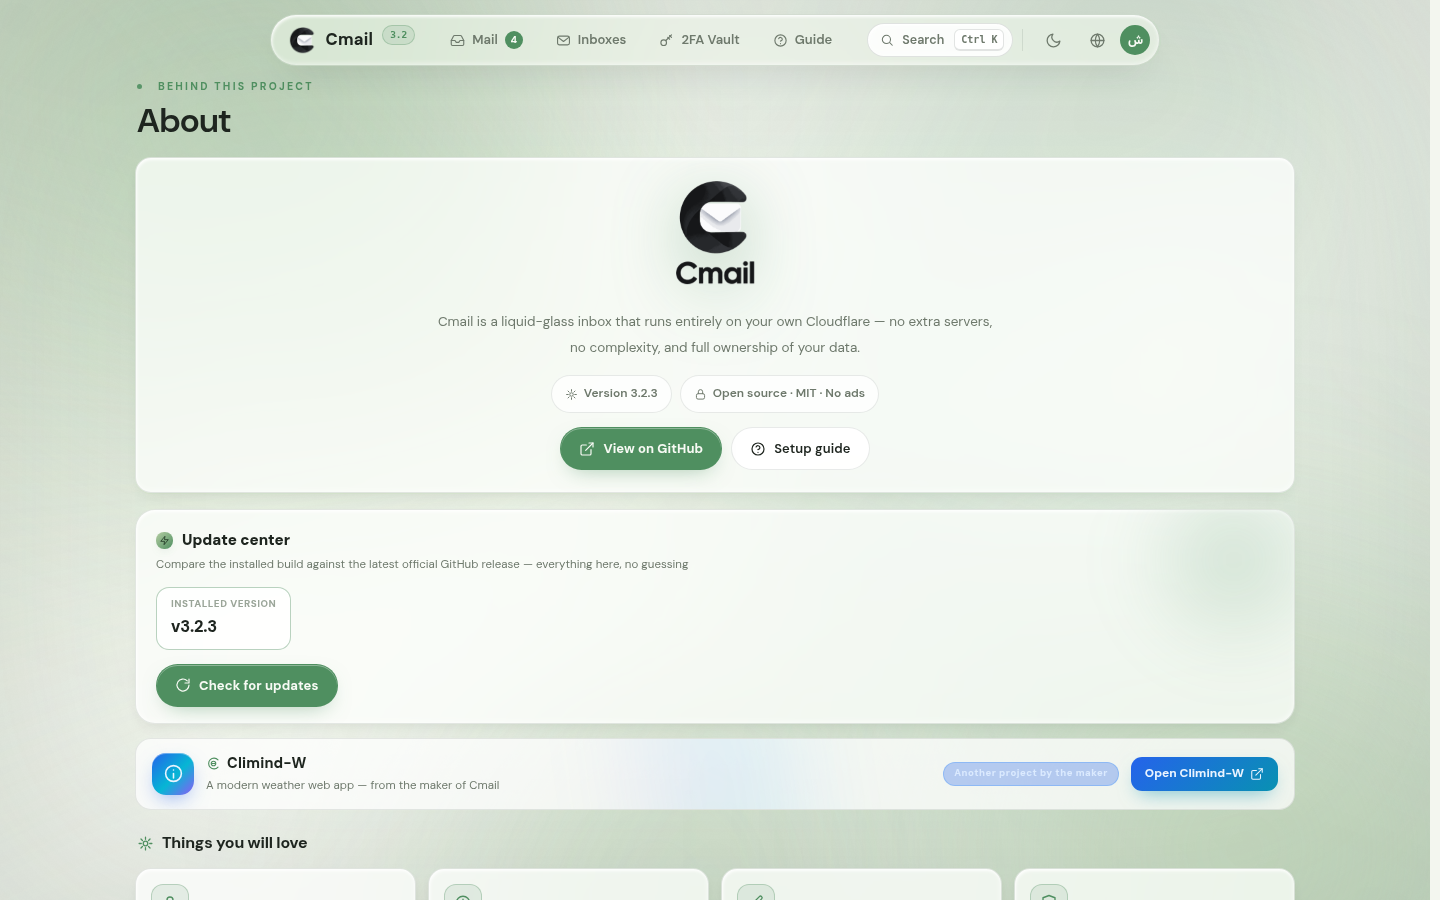 Cmail 3.2 Mail 4 Inboxes 2FA Vault Guide Search Ctrl K ش
BEHIND THIS PROJECT
About
Cmail
Cmail is a liquid-glass inbox that runs entirely on your own Cloudflare — no extra servers,
no complexity, and full ownership of your data.
Version 3.2.3 Open source · MIT · No ads
View on GitHub Setup guide
Update center
Compare the installed build against the latest official GitHub release — everything here, no guessing
INSTALLED VERSION
v3.2.3
Check for updates
Climind-W
A modern weather web app — from the maker of Cmail
Another project by the maker
Open Climind-W
Things you will love